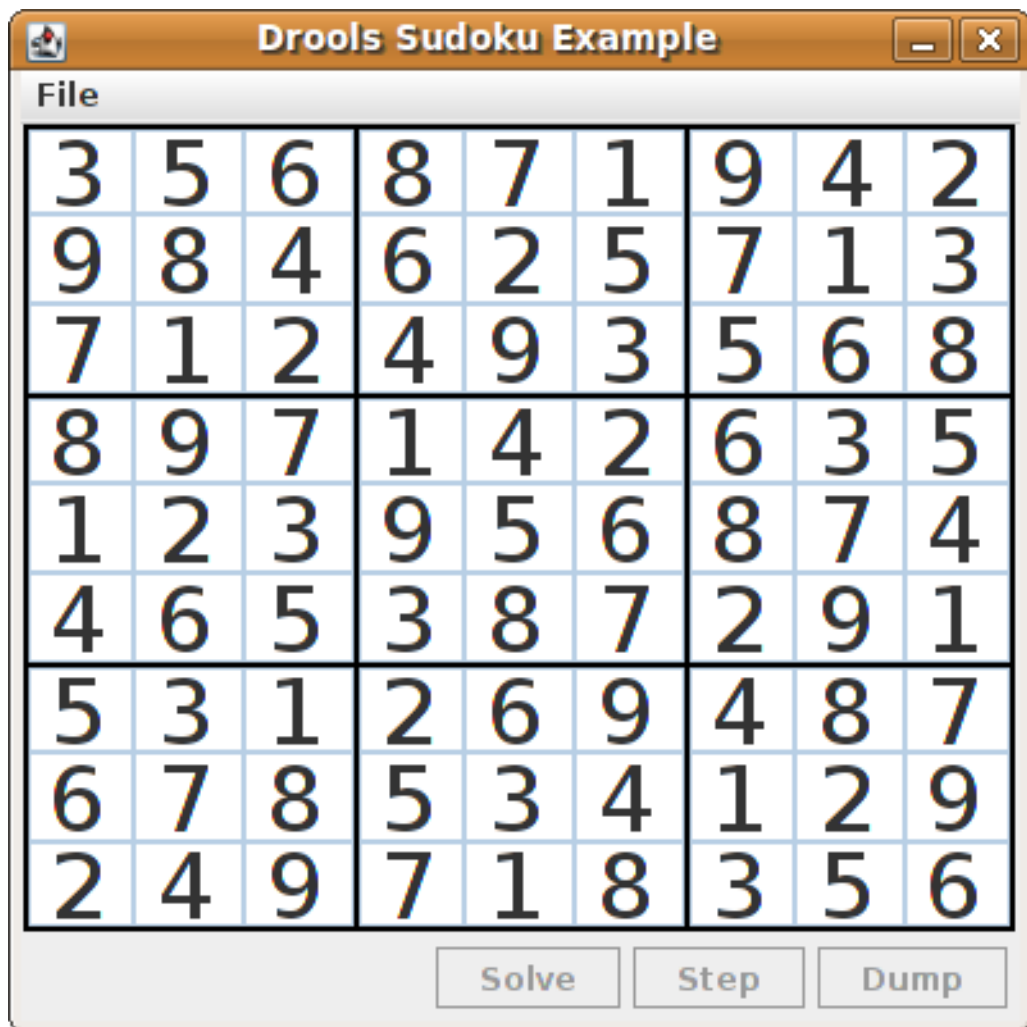 Drools Sudoku Example
File
3 5 6 8 7 1 9 4 2
9 8 4 6 2 5 7 1 3
7 1 2 4 9 3 5 6 8
8 9 7 1 4 2 6 3 5
1 2 3 9 5 6 8 7 4
4 6 5 3 8 7 2 9 1
5 3 1 2 6 9 4 8 7
6 7 8 5 3 4 1 2 9
2 4 9 7 1 8 3 5 6
Solve Step Dump